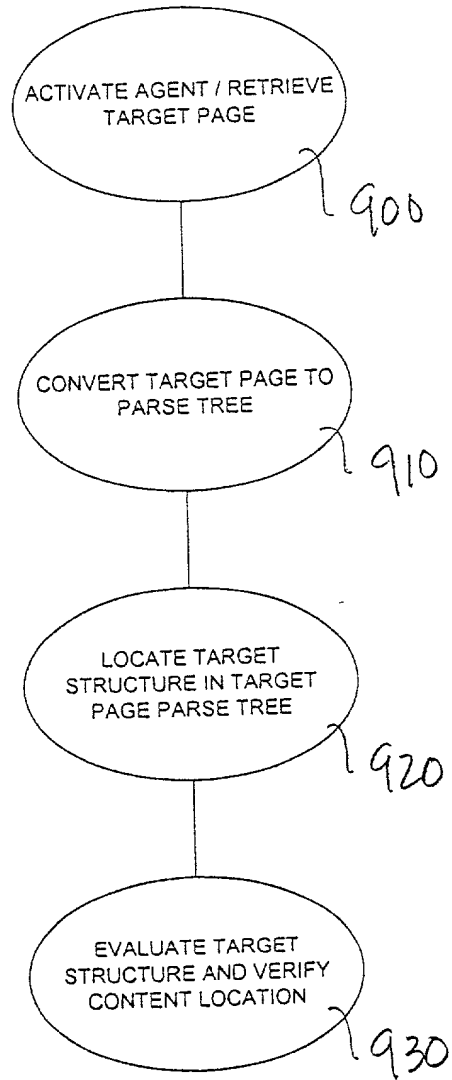 ACTIVATE AGENT / RETRIEVE
TARGET PAGE
900
CONVERT TARGET PAGE TO
PARSE TREE
910
LOCATE TARGET
STRUCTURE IN TARGET
PAGE PARSE TREE
920
EVALUATE TARGET
STRUCTURE AND VERIFY
CONTENT LOCATION
930